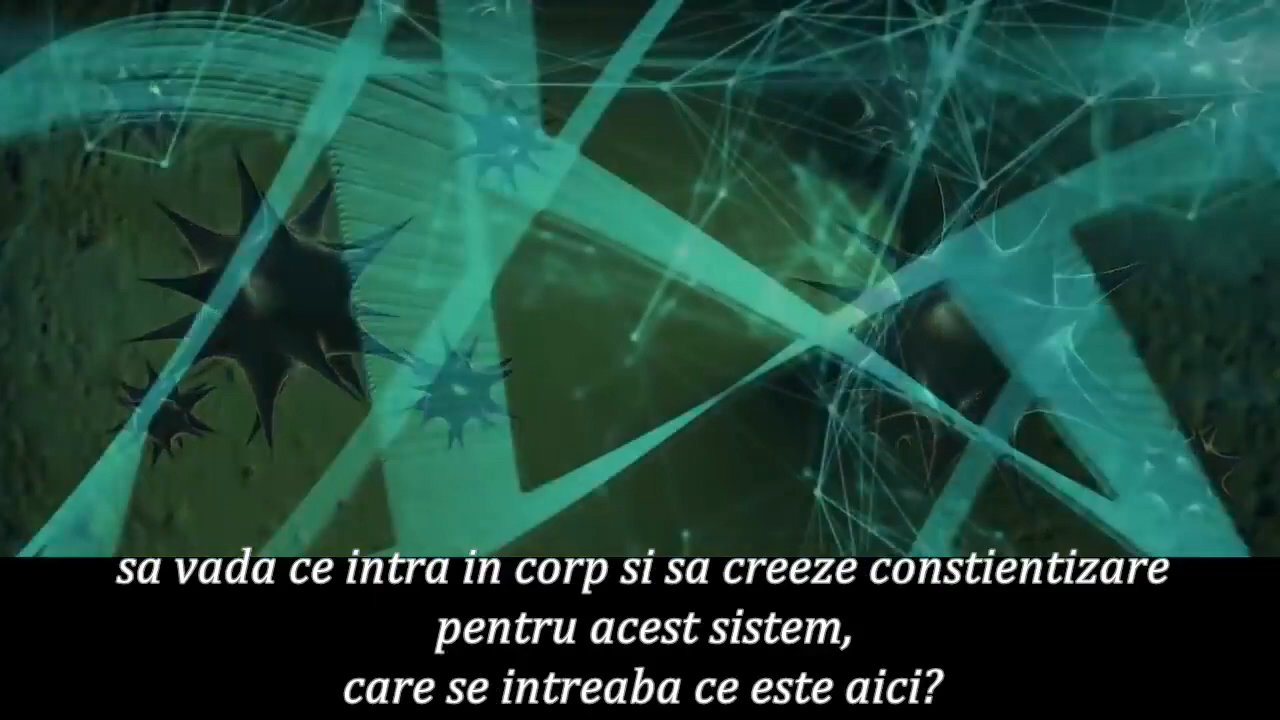 sa vada ce intra in corp si sa creeze constientizare
pentru acest sistem,
care se intreaba ce este aici?